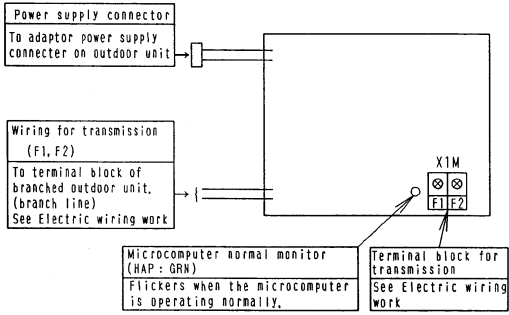 Power supply connector
To adaptor power supply
connecter on outdoor unit
Wiring for transmission
(F1,F2)
To terminal block of
branched outdoor unit.
(branch line)
See Electric wiring work
X1M
F1 F2
Microcomputer normal monitor
(HAP : GRN)
Flickers when the microcomputer
is operating normally.
Terminal block for
transmission
See Electric wiring
work